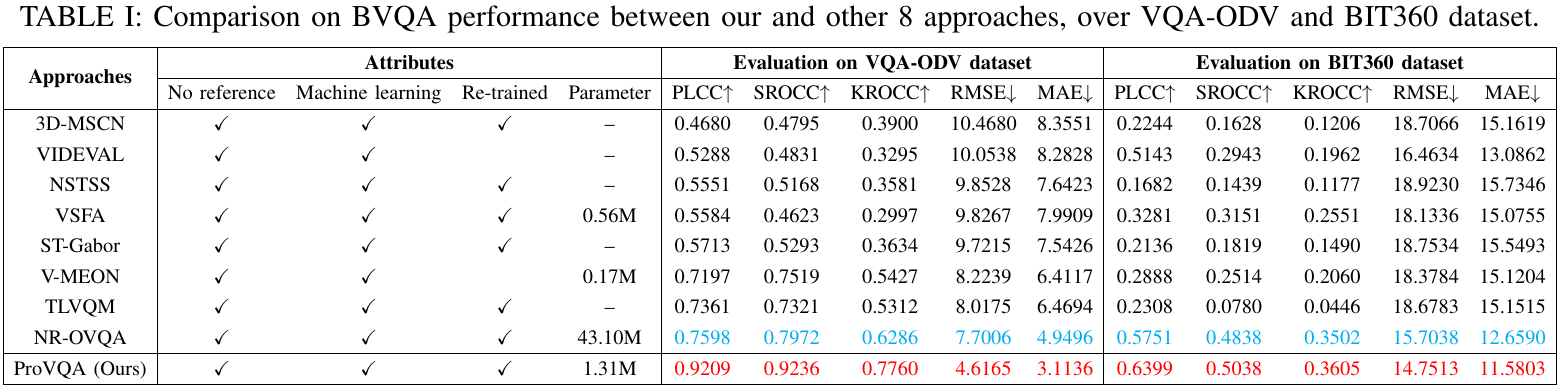 TABLE I: Comparison on BVQA performance between our and other 8 approaches, over VQA-ODV and BIT360 dataset.
Approaches Attributes Evaluation on VQA-ODV dataset Evaluation on BIT360 dataset
No reference Machine learning Re-trained Parameter PLCC↑ SROCC↑ KROCC↑ RMSE↓ MAE↓ PLCC↑ SROCC↑ KROCC↑ RMSE↓ MAE↓
3D-MSCN ✓ ✓ ✓ – 0.4680 0.4795 0.3900 10.4680 8.3551 0.2244 0.1628 0.1206 18.7066 15.1619
VIDEVAL ✓ ✓ – 0.5288 0.4831 0.3295 10.0538 8.2828 0.5143 0.2943 0.1962 16.4634 13.0862
NSTSS ✓ ✓ ✓ – 0.5551 0.5168 0.3581 9.8528 7.6423 0.1682 0.1439 0.1177 18.9230 15.7346
VSFA ✓ ✓ ✓ 0.56M 0.5584 0.4623 0.2997 9.8267 7.9909 0.3281 0.3151 0.2551 18.1336 15.0755
ST-Gabor ✓ ✓ ✓ – 0.5713 0.5293 0.3634 9.7215 7.5426 0.2136 0.1819 0.1490 18.7534 15.5493
V-MEON ✓ ✓ 0.17M 0.7197 0.7519 0.5427 8.2239 6.4117 0.2888 0.2514 0.2060 18.3784 15.1204
TLVQM ✓ ✓ ✓ – 0.7361 0.7321 0.5312 8.0175 6.4694 0.2308 0.0780 0.0446 18.6783 15.1515
NR-OVQA ✓ ✓ ✓ 43.10M 0.7598 0.7972 0.6286 7.7006 4.9496 0.5751 0.4838 0.3502 15.7038 12.6590
ProVQA (Ours) ✓ ✓ ✓ 1.31M 0.9209 0.9236 0.7760 4.6165 3.1136 0.6399 0.5038 0.3605 14.7513 11.5803